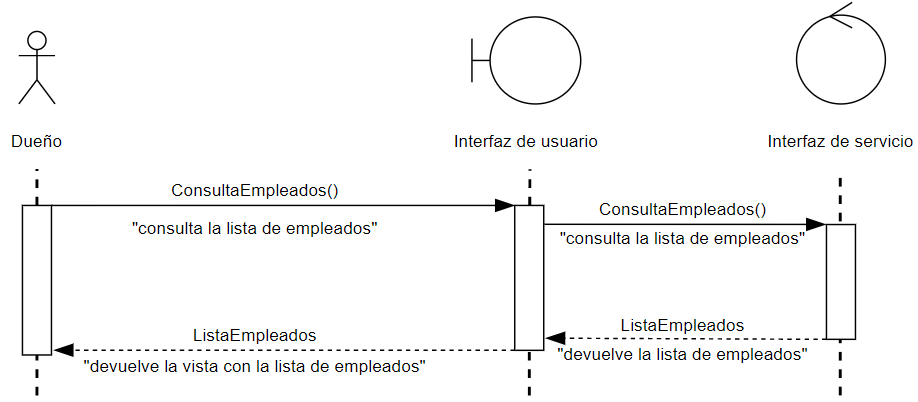 Dueño
Interfaz de usuario
Interfaz de servicio
ConsultaEmpleados()
"consulta la lista de empleados"
ConsultaEmpleados()
"consulta la lista de empleados"
ListaEmpleados
"devuelve la lista de empleados"
ListaEmpleados
"devuelve la vista con la lista de empleados"